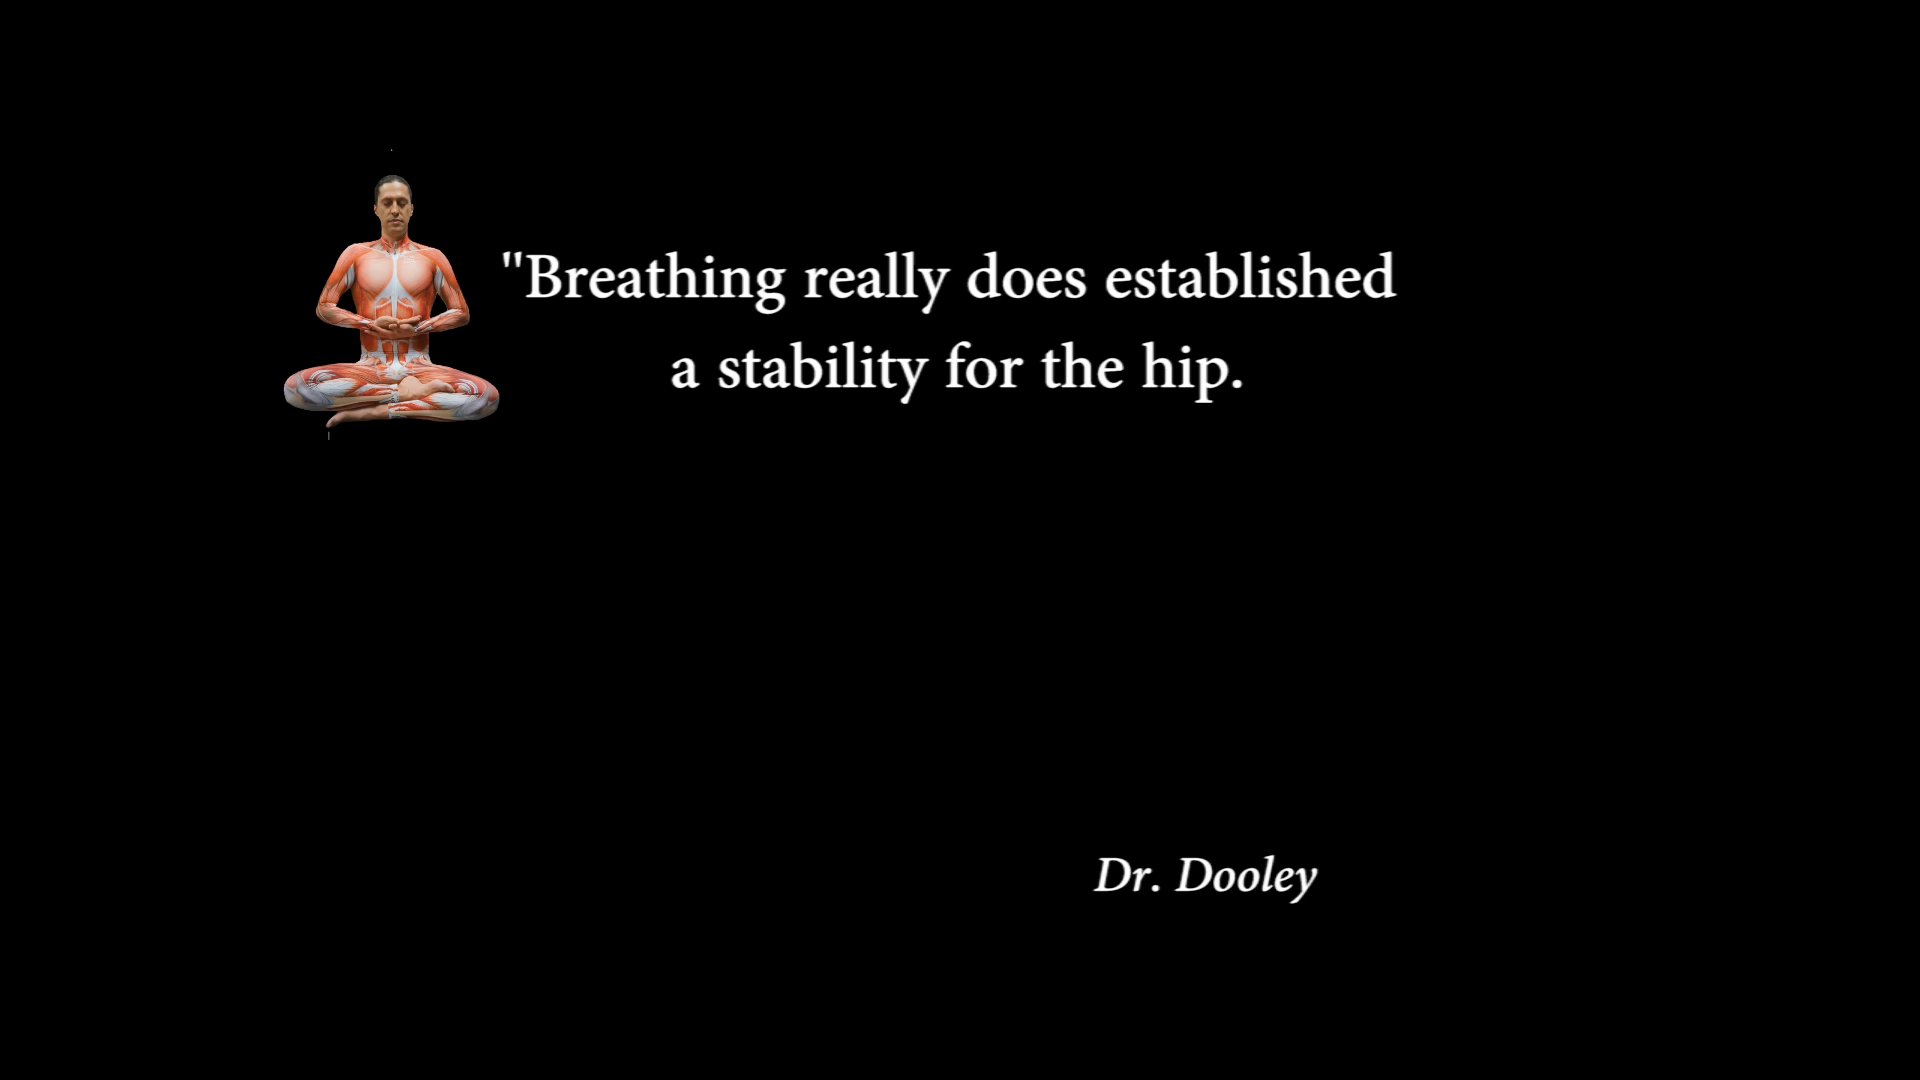 "Breathing really does established
a stability for the hip.
Dr. Dooley